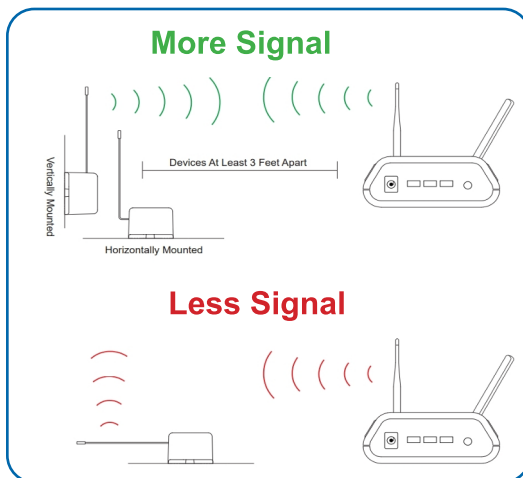 More Signal
Vertically Mounted
Devices At Least 3 Feet Apart
Horizontally Mounted
Less Signal